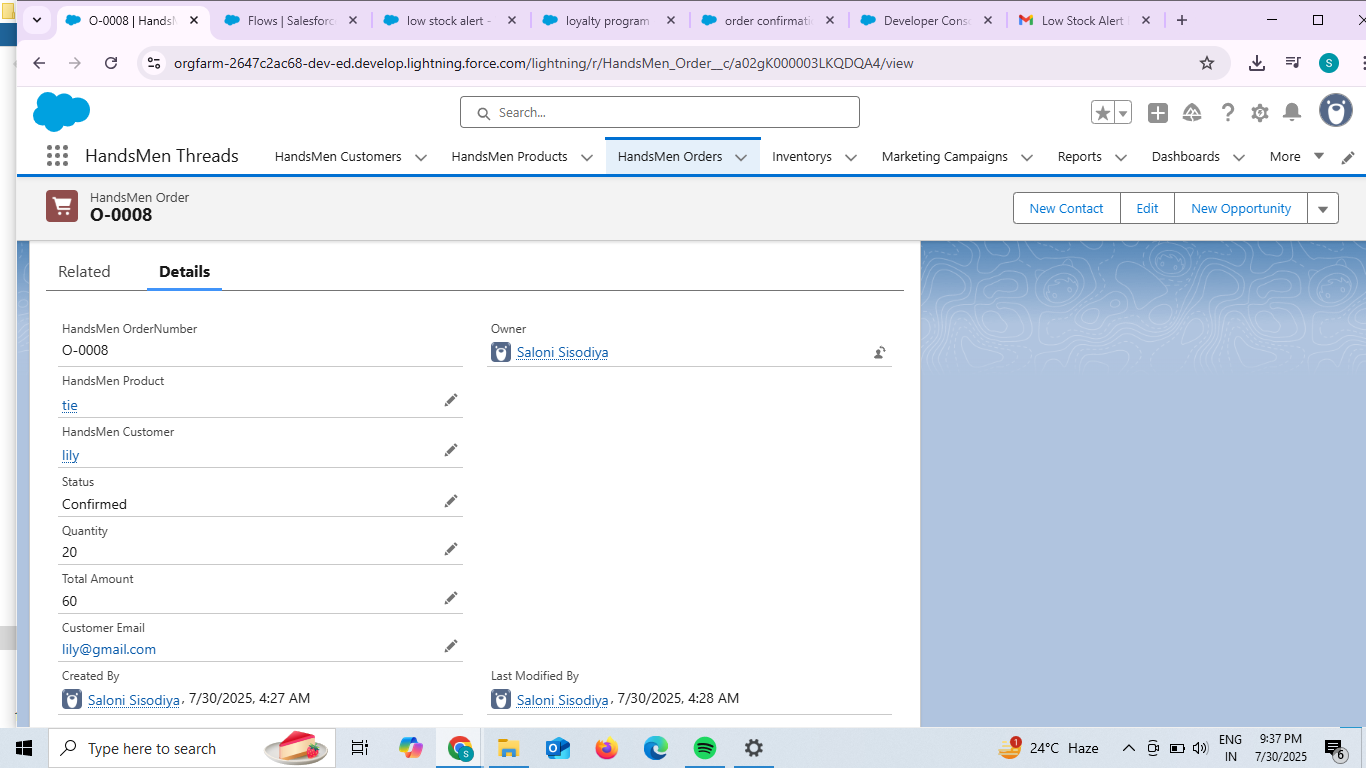 O-0008 | HandsM
Flows | Salesforc
low stock alert -
loyalty program
order confirmati
Developer Cons
Low Stock Alert
orgfarm-2647c2ac68-dev-ed.develop.lightning.force.com/lightning/r/HandsMen_Order__c/a02gK000003LKQDQA4/view
S
Search...
HandsMen Threads
HandsMen Customers
HandsMen Products
HandsMen Orders
Inventorys
Marketing Campaigns
Reports
Dashboards
More
HandsMen Order
O-0008
New Contact
Edit
New Opportunity
Related
Details
HandsMen OrderNumber
O-0008
Owner
Saloni Sisodiya
HandsMen Product
tie
HandsMen Customer
lily
Status
Confirmed
Quantity
20
Total Amount
60
Customer Email
lily@gmail.com
Created By
Saloni Sisodiya, 7/30/2025, 4:27 AM
Last Modified By
Saloni Sisodiya, 7/30/2025, 4:28 AM
Type here to search
S
1
24°C Haze
ENG
IN
9:37 PM
7/30/2025
6